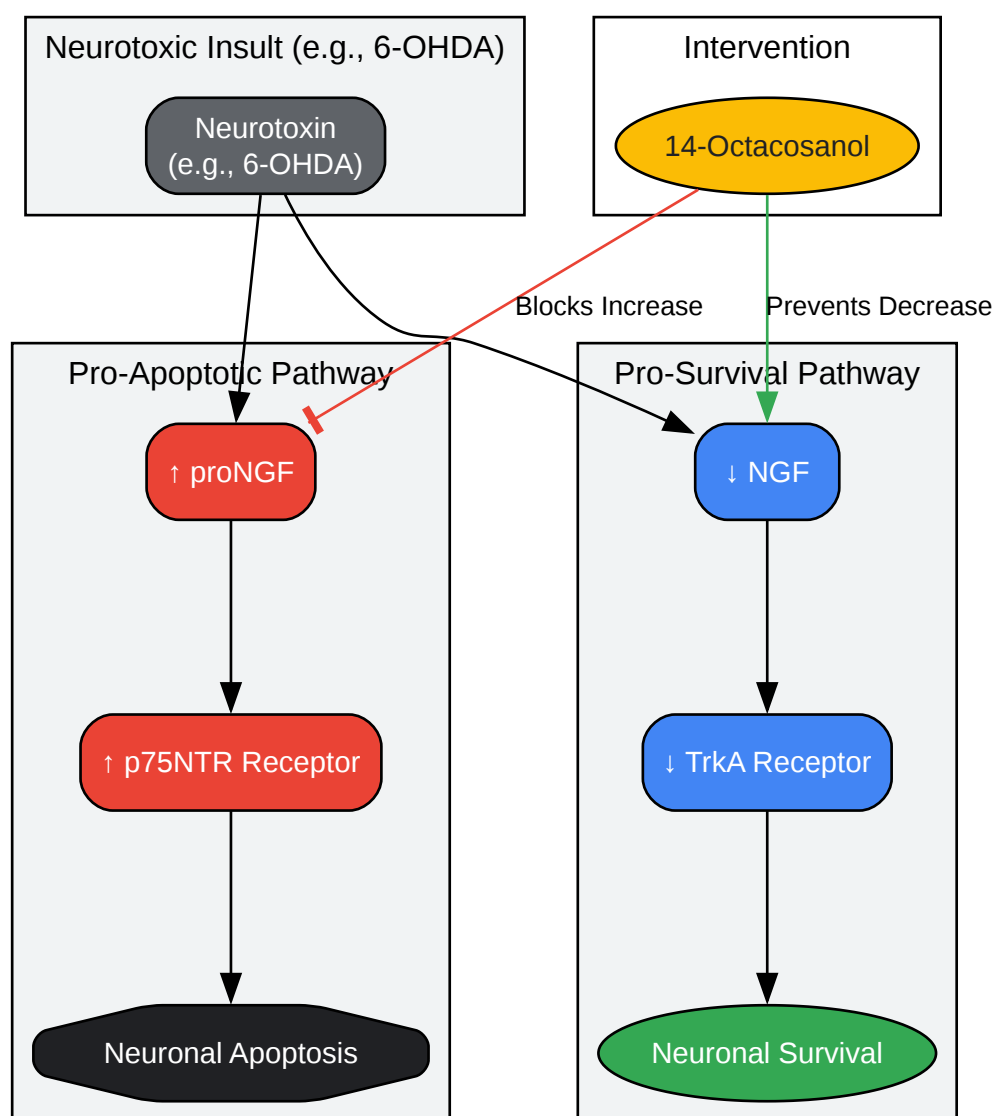 Neurotoxic Insult (e.g., 6-OHDA)
Intervention
Neurotoxin
(e.g., 6-OHDA)
14-Octacosanol
Blocks Increase
Prevents Decrease
Pro-Apoptotic Pathway
Pro-Survival Pathway
↑ proNGF
↓ NGF
↑ p75NTR Receptor
↓ TrkA Receptor
Neuronal Apoptosis
Neuronal Survival